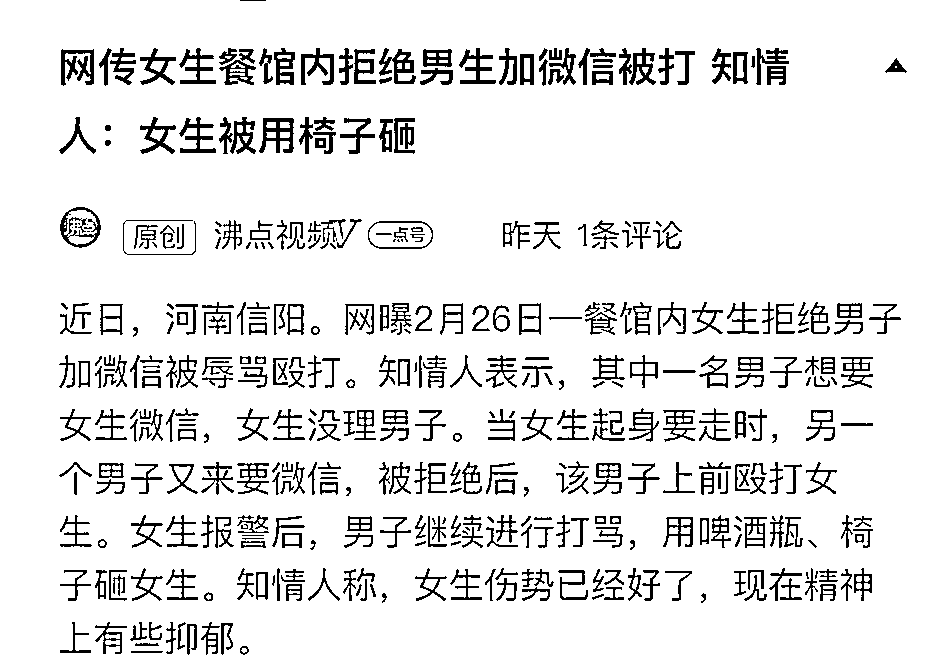 网传女生餐馆内拒绝男生加微信被打 知情
人：女生被用椅子砸
原创 沸点视频V 一点号 昨天 1条评论
近日，河南信阳。网曝2月26日一餐馆内女生拒绝男子
加微信被辱骂殴打。知情人表示，其中一名男子想要
女生微信，女生没理男子。当女生起身要走时，另一
个男子又来要微信，被拒绝后，该男子上前殴打女
生。女生报警后，男子继续进行打骂，用啤酒瓶、椅
子砸女生。知情人称，女生伤势已经好了，现在精神
上有些抑郁。